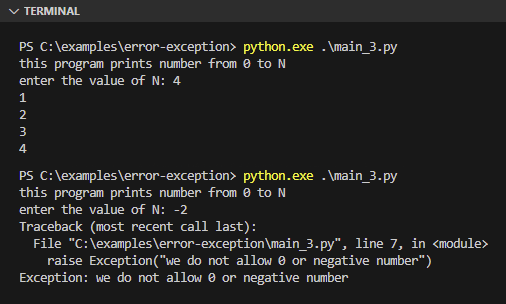 TERMINAL
PS C:\examples\error-exception> python.exe .\main_3.py
this program prints number from 0 to N
enter the value of N: 4
1
2
3
4
PS C:\examples\error-exception> python.exe .\main_3.py
this program prints number from 0 to N
enter the value of N: -2
Traceback (most recent call last):
  File "C:\examples\error-exception\main_3.py", line 7, in <module>
    raise Exception("we do not allow 0 or negative number")
Exception: we do not allow 0 or negative number